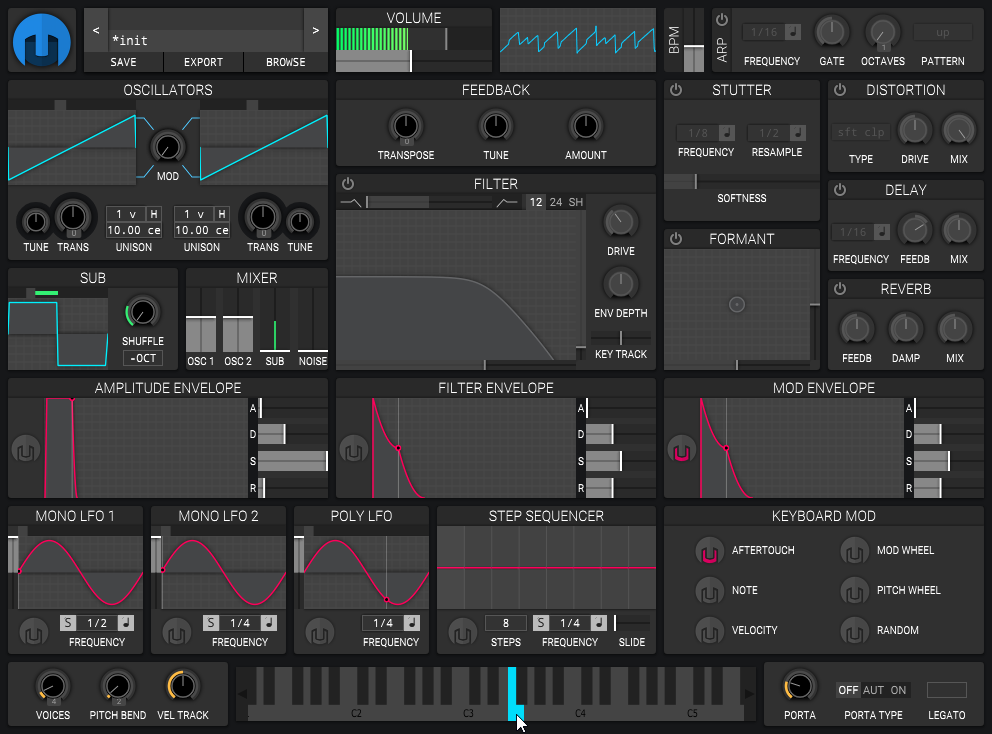 VOLUME
< *init >
SAVE EXPORT BROWSE
BPM
ARP
1/16 up
FREQUENCY GATE OCTAVES PATTERN
1
OSCILLATORS
MOD
0 0
1 v H 1 v H
10.00 ce 10.00 ce
TUNE TRANS UNISON UNISON TRANS TUNE
FEEDBACK
0
TRANSPOSE TUNE AMOUNT
STUTTER
1/8 1/2
FREQUENCY RESAMPLE
SOFTNESS
DISTORTION
sft clp
TYPE DRIVE MIX
FILTER
12 24 SH
DRIVE
ENV DEPTH
KEY TRACK
FORMANT
DELAY
1/16
FREQUENCY FEEDB MIX
REVERB
FEEDB DAMP MIX
SUB
SHUFFLE
-OCT
MIXER
OSC 1 OSC 2 SUB NOISE
AMPLITUDE ENVELOPE
A
D
S
R
FILTER ENVELOPE
A
D
S
R
MOD ENVELOPE
A
D
S
R
MONO LFO 1
S 1/2
FREQUENCY
MONO LFO 2
S 1/4
FREQUENCY
POLY LFO
1/4
FREQUENCY
STEP SEQUENCER
8 S 1/4
STEPS FREQUENCY SLIDE
KEYBOARD MOD
AFTERTOUCH MOD WHEEL
NOTE PITCH WHEEL
VELOCITY RANDOM
4 2
VOICES PITCH BEND VEL TRACK
C2 C3 C4 C5
OFF AUT ON
PORTA PORTA TYPE LEGATO